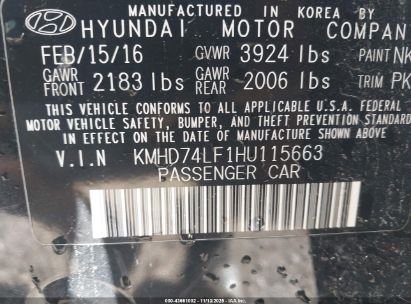 MANUFACTURED IN KOREA BY
HYUNDAI MOTOR COMPAN
FEB/15/16 GVWR 3924 lbs PAINT NK
GAWR FRONT 2183 lbs GAWR REAR 2006 lbs TRIM PK
THIS VEHICLE CONFORMS TO ALL APPLICABLE U.S.A. FEDERAL
MOTOR VEHICLE SAFETY, BUMPER, AND THEFT PREVENTION STANDARD
IN EFFECT ON THE DATE OF MANUFACTURE SHOWN ABOVE
V.I.N KMHD74LF1HU115663
PASSENGER CAR